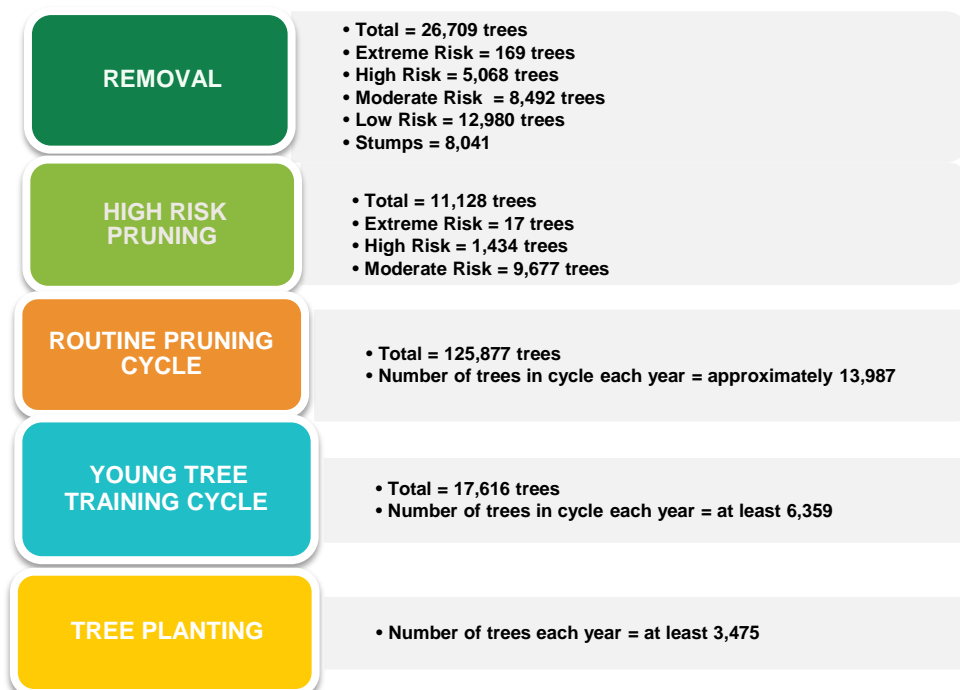 REMOVAL
• Total = 26,709 trees
• Extreme Risk = 169 trees
• High Risk = 5,068 trees
• Moderate Risk = 8,492 trees
• Low Risk = 12,980 trees
• Stumps = 8,041
HIGH RISK
PRUNING
• Total = 11,128 trees
• Extreme Risk = 17 trees
• High Risk = 1,434 trees
• Moderate Risk = 9,677 trees
ROUTINE PRUNING
CYCLE
• Total = 125,877 trees
• Number of trees in cycle each year = approximately 13,987
YOUNG TREE
TRAINING CYCLE
• Total = 17,616 trees
• Number of trees in cycle each year = at least 6,359
TREE PLANTING
• Number of trees each year = at least 3,475